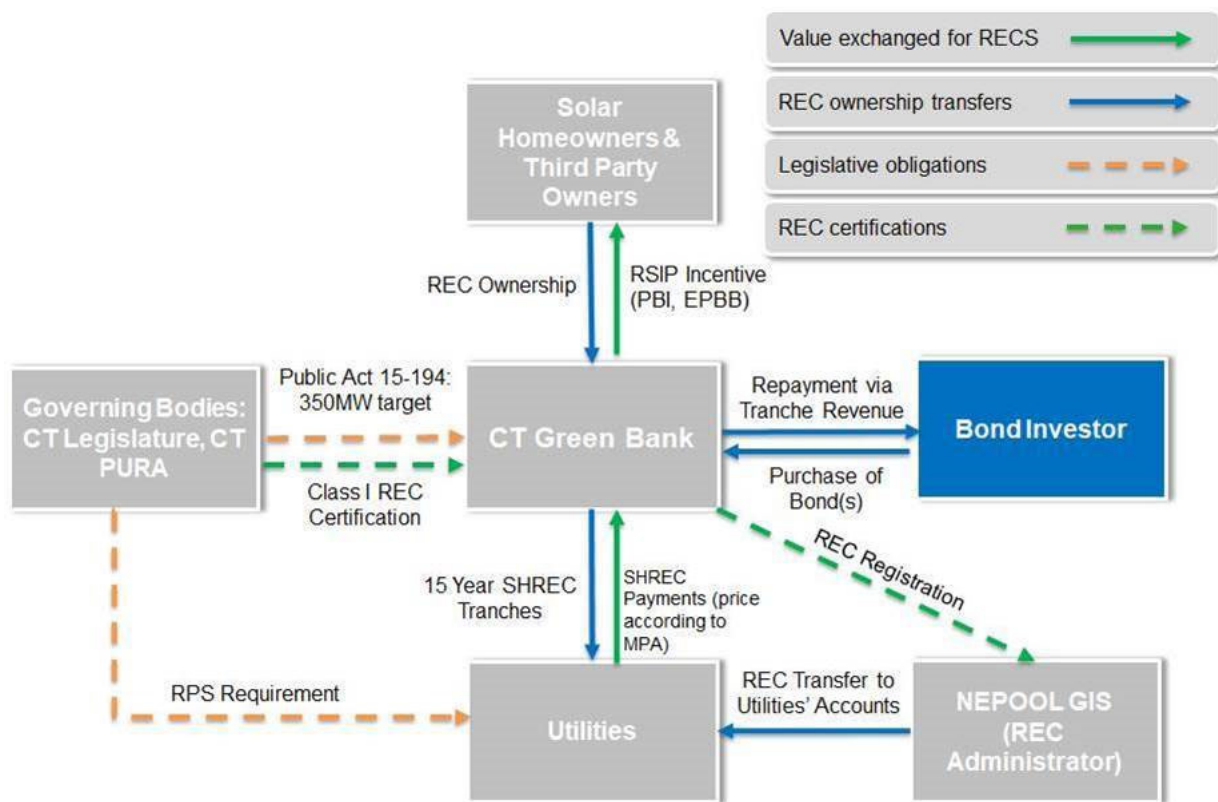 Value exchanged for RECS
REC ownership transfers
Legislative obligations
REC certifications
Solar
Homeowners &
Third Party
Owners
REC Ownership
RSIP Incentive
(PBI, EPBB)
Governing Bodies:
CT Legislature, CT
PURA
Public Act 15-194:
350MW target
Class I REC
Certification
CT Green Bank
Repayment via
Tranche Revenue
Purchase of
Bond(s)
Bond Investor
15 Year SHREC
Tranches
SHREC
Payments (price
according to
MPA)
REC Registration
RPS Requirement
Utilities
REC Transfer to
Utilities' Accounts
NEPOOL GIS
(REC
Administrator)